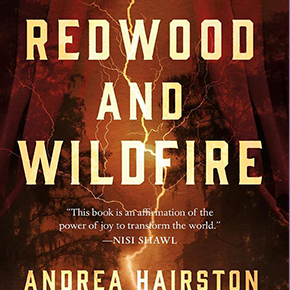 REDWOOD
AND
WILDFIRE
"This book is an affirmation of the
power of joy to transform the world."
—NISI SHAWL
ANDREA HAIRSTON